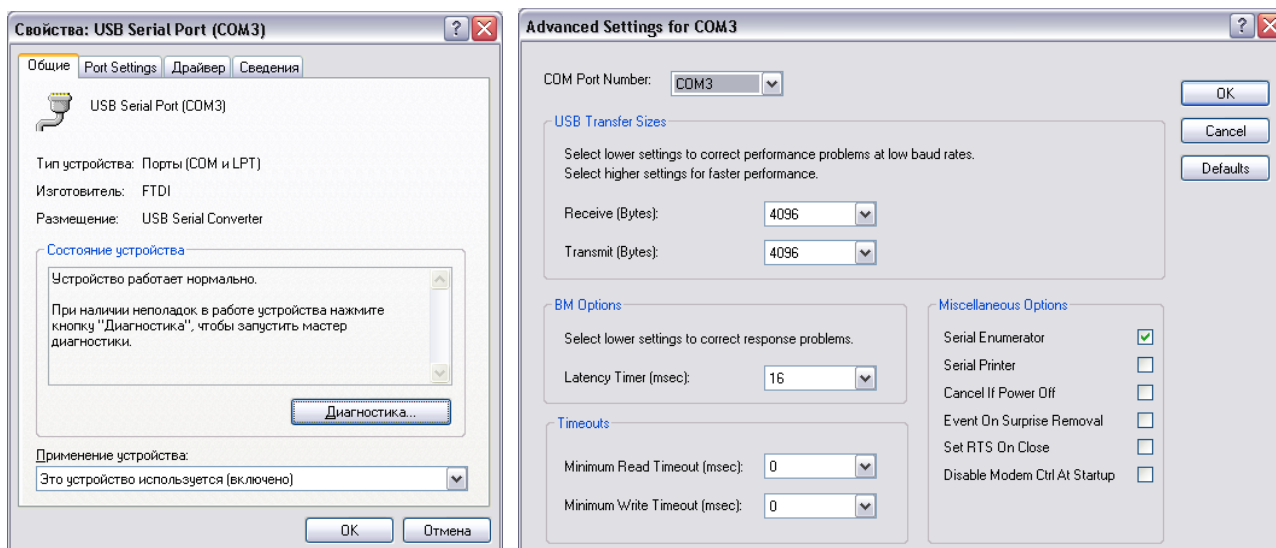 Свойства: USB Serial Port (COM3)
Общие
Port Settings
Драйвер
Сведения
USB Serial Port (COM3)
Тип устройства: Порты (COM и LPT)
Изготовитель: FTDI
Размещение: USB Serial Converter
Состояние устройства
Устройство работает нормально.
При наличии неполадок в работе устройства нажмите
кнопку "Диагностика", чтобы запустить мастер
диагностики.
Диагностика...
Применение устройства:
Это устройство используется (включено)
OK
Отмена
Advanced Settings for COM3
COM Port Number: COM3
OK
Cancel
Defaults
USB Transfer Sizes
Select lower settings to correct performance problems at low baud rates.
Select higher settings for faster performance.
Receive (Bytes): 4096
Transmit (Bytes): 4096
BM Options
Select lower settings to correct response problems.
Latency Timer (msec): 16
Timeouts
Minimum Read Timeout (msec): 0
Minimum Write Timeout (msec): 0
Miscellaneous Options
Serial Enumerator
Serial Printer
Cancel If Power Off
Event On Surprise Removal
Set RTS On Close
Disable Modem Ctrl At Startup